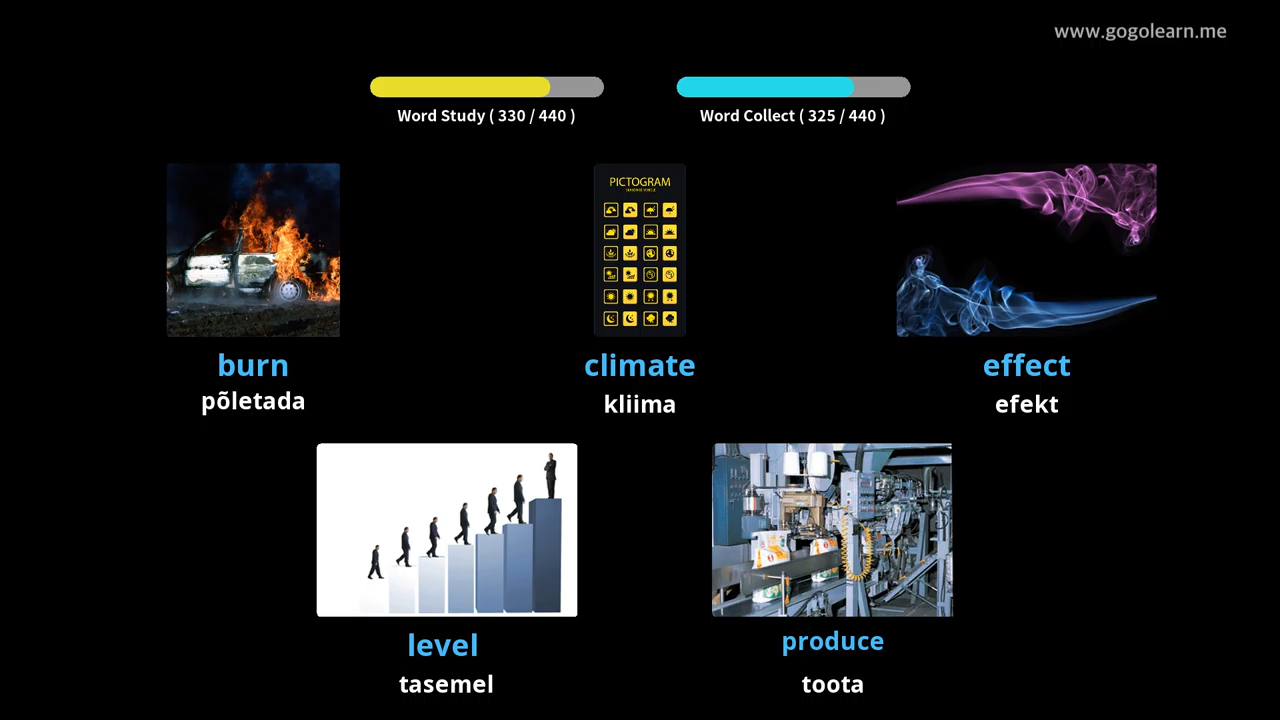 www.gogolearn.me
Word Study ( 330 / 440 )
Word Collect ( 325 / 440 )
PICTOGRAM
burn
põletada
climate
kliima
effect
efekt
level
tasemel
produce
toota